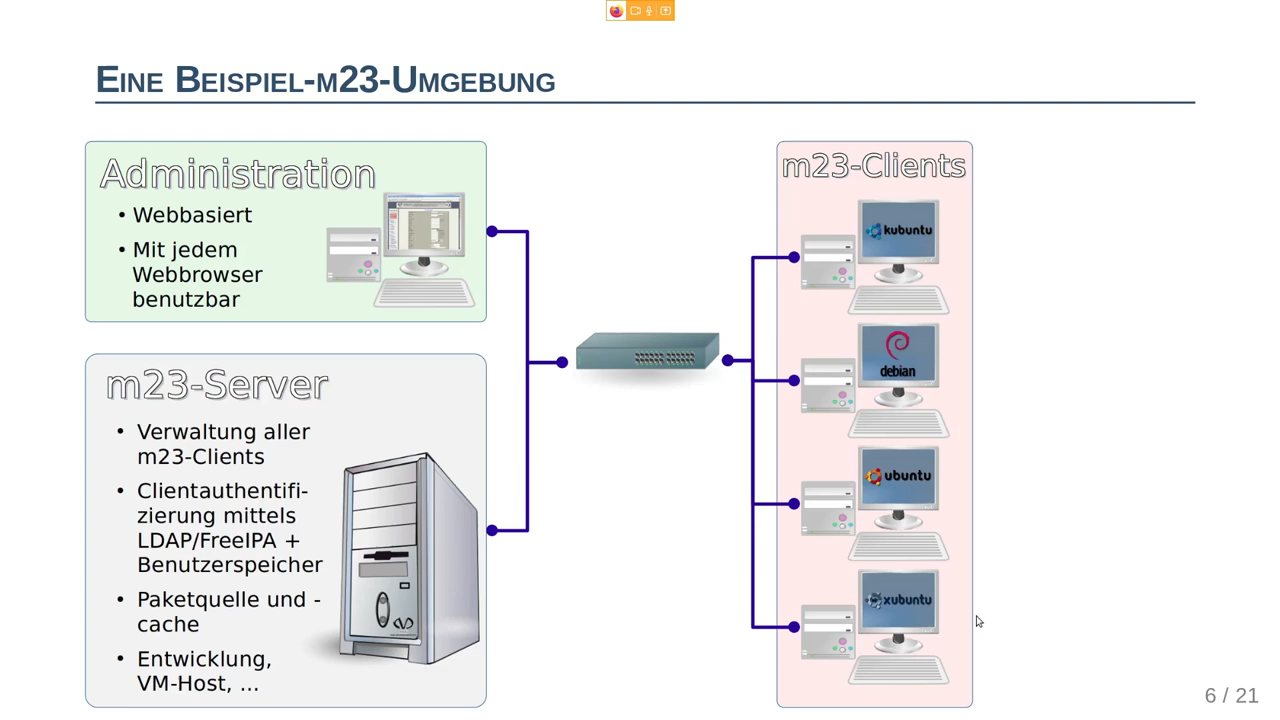 Eine Beispiel-m23-Umgebung
Administration
• Webbasiert
• Mit jedem
Webbrowser
benutzbar
m23-Server
• Verwaltung aller
m23-Clients
• Clientauthentifi-
zierung mittels
LDAP/FreeIPA +
Benutzerspeicher
• Paketquelle und -
cache
• Entwicklung,
VM-Host, ...
m23-Clients
kubuntu
debian
ubuntu
xubuntu
6 / 21